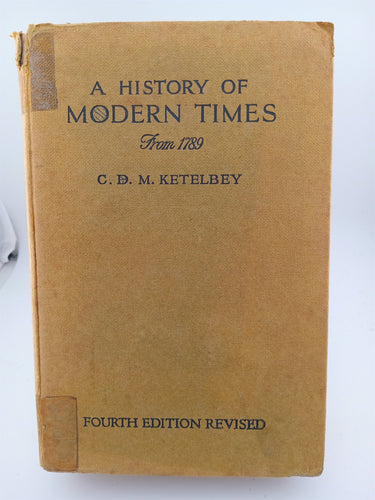 A HISTORY OF
MODERN TIMES
From 1789
C. D. M. KETELBEY
FOURTH EDITION REVISED